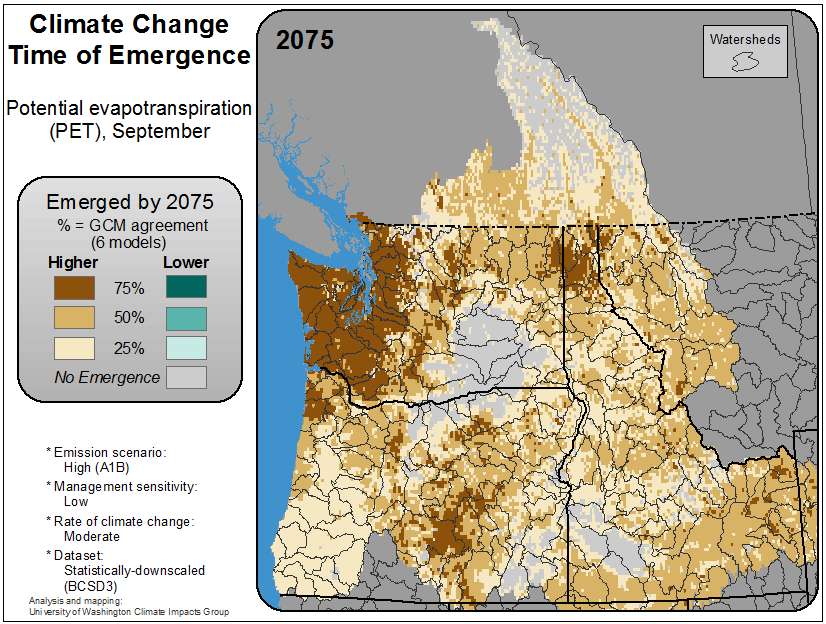 Climate Change
Time of Emergence
Potential evapotranspiration
(PET), September
Emerged by 2075
% = GCM agreement
(6 models)
Higher Lower
75%
50%
25%
No Emergence
* Emission scenario:
High (A1B)
* Management sensitivity:
Low
* Rate of climate change:
Moderate
* Dataset:
Statistically-downscaled
(BCSD3)
Analysis and mapping:
University of Washington Climate Impacts Group
2075
Watersheds